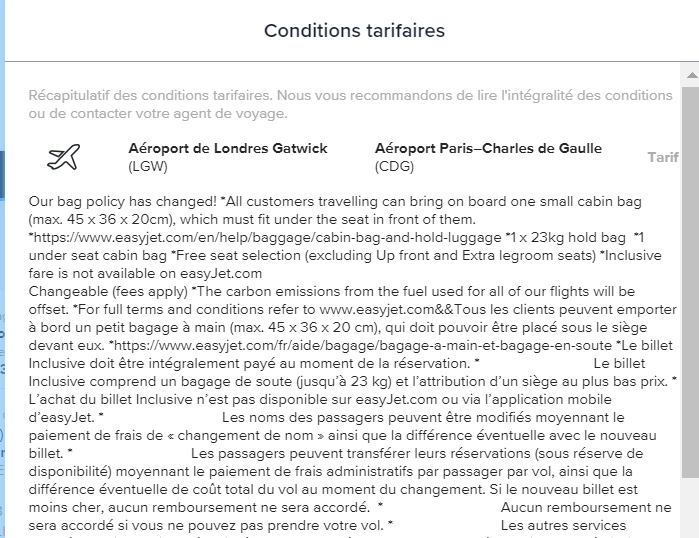 Conditions tarifaires
Récapitulatif des conditions tarifaires. Nous vous recommandons de lire l'intégralité des conditions
ou de contacter votre agent de voyage.
Aéroport de Londres Gatwick
(LGW)
Aéroport Paris–Charles de Gaulle
(CDG)
Tarif
Our bag policy has changed! *All customers travelling can bring on board one small cabin bag
(max. 45 x 36 x 20cm), which must fit under the seat in front of them.
*https://www.easyjet.com/en/help/baggage/cabin-bag-and-hold-luggage *1 x 23kg hold bag *1
under seat cabin bag *Free seat selection (excluding Up front and Extra legroom seats) *Inclusive
fare is not available on easyJet.com
Changeable (fees apply) *The carbon emissions from the fuel used for all of our flights will be
offset. *For full terms and conditions refer to www.easyjet.com&&Tous les clients peuvent emporter
à bord un petit bagage à main (max. 45 x 36 x 20 cm), qui doit pouvoir être placé sous le siège
devant eux. *https://www.easyjet.com/fr/aide/bagage/bagage-a-main-et-bagage-en-soute *Le billet
Inclusive doit être intégralement payé au moment de la réservation. * Le billet
Inclusive comprend un bagage de soute (jusqu'à 23 kg) et l'attribution d'un siège au plus bas prix. *
L'achat du billet Inclusive n'est pas disponible sur easyJet.com ou via l'application mobile
d'easyJet. * Les noms des passagers peuvent être modifiés moyennant le
paiement de frais de « changement de nom » ainsi que la différence éventuelle avec le nouveau
billet. * Les passagers peuvent transférer leurs réservations (sous réserve de
disponibilité) moyennant le paiement de frais administratifs par passager par vol, ainsi que la
différence éventuelle de coût total du vol au moment du changement. Si le nouveau billet est
moins cher, aucun remboursement ne sera accordé. * Aucun remboursement ne
sera accordé si vous ne pouvez pas prendre votre vol. * Les autres services